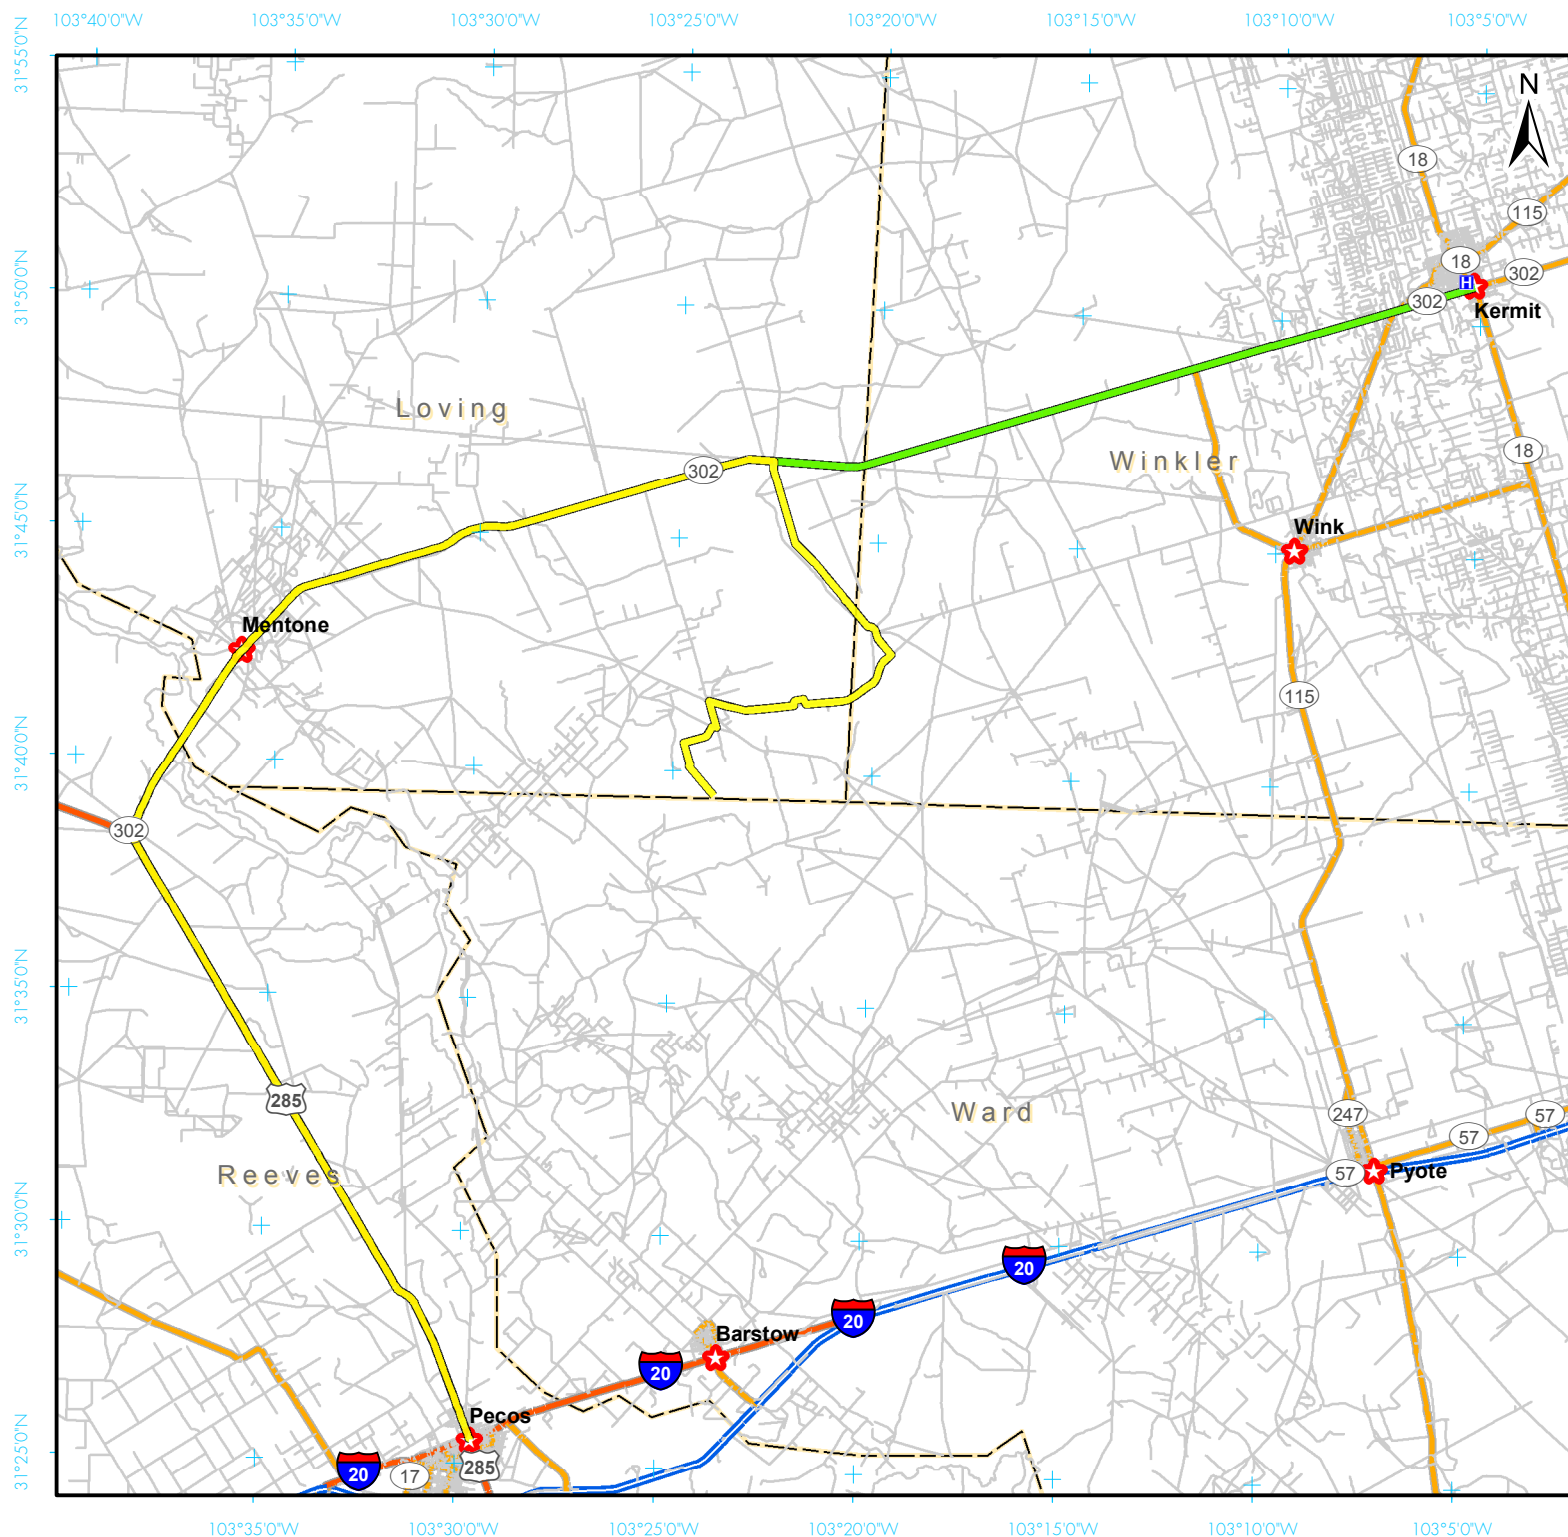 103°40'0"W 103°35'0"W 103°30'0"W 103°25'0"W 103°20'0"W 103°15'0"W 103°10'0"W 103°5'0"W
31°55'0"N
N
18
115
18
31°50'0"N
H
302
302
Kermit
Loving
302
Winkler
18
31°45'0"N
Wink
Mentone
115
31°40'0"N
302
31°35'0"N
285
Ward
247
57
57
Reeves
57
Pyote
31°30'0"N
20
20
Barstow
20
Pecos
31°25'0"N
20
17
285
103°35'0"W 103°30'0"W 103°25'0"W 103°20'0"W 103°15'0"W 103°10'0"W 103°5'0"W